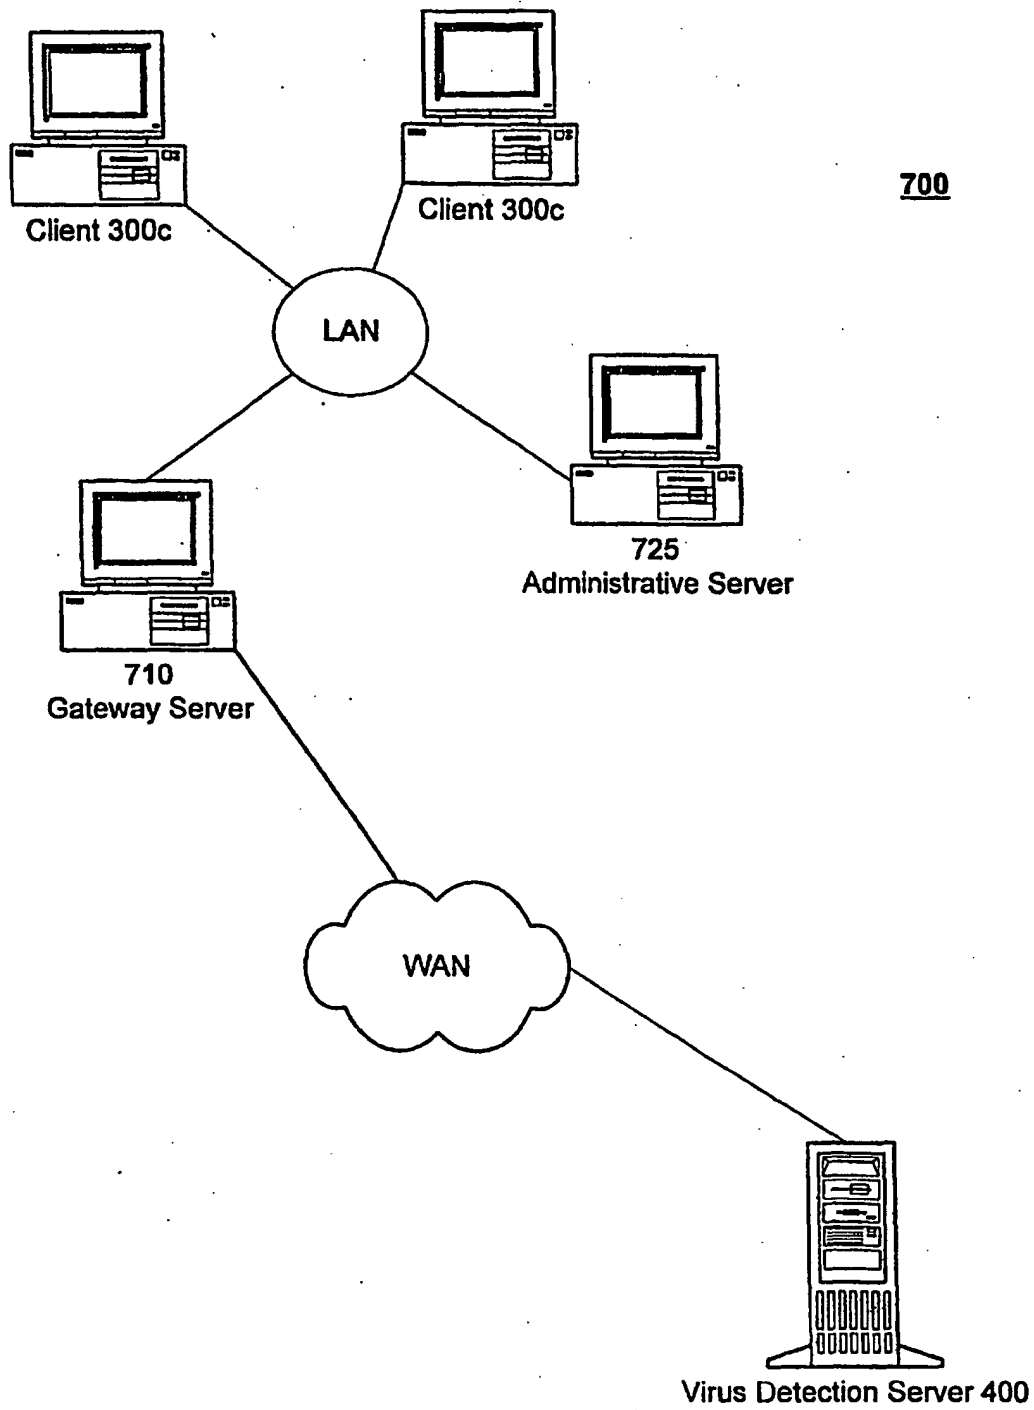 700
Client 300c
Client 300c
LAN
725
Administrative Server
710
Gateway Server
WAN
Virus Detection Server 400